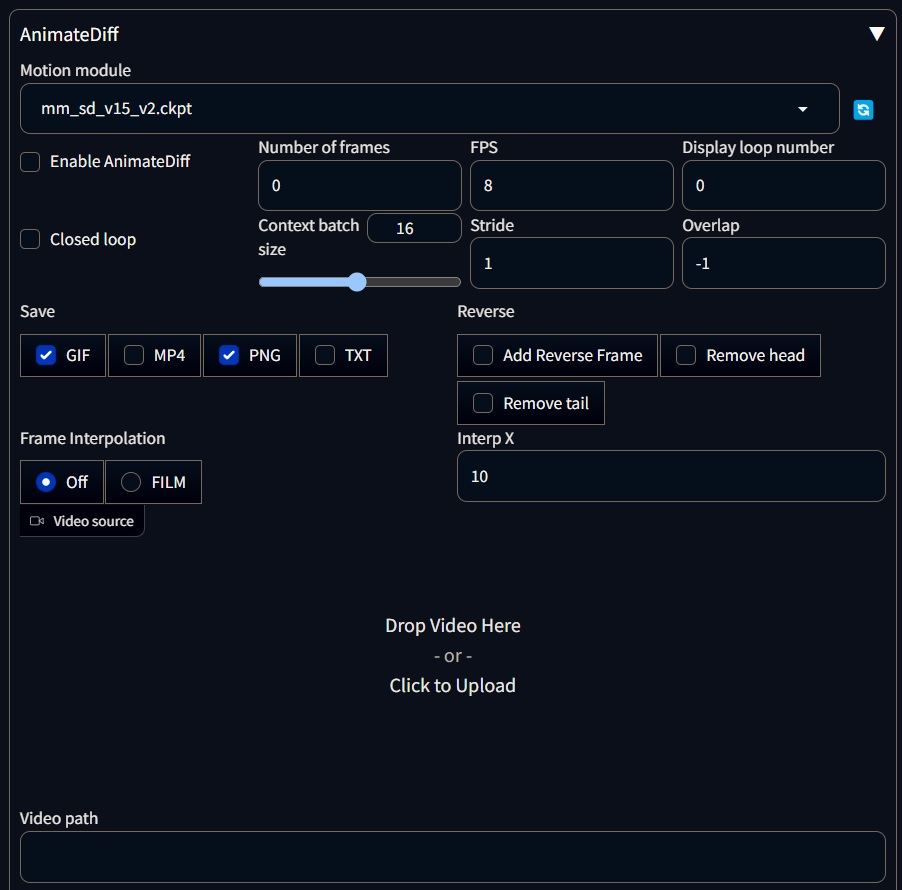 AnimateDiff
Motion module
mm_sd_v15_v2.ckpt
Enable AnimateDiff
Number of frames
0
FPS
8
Display loop number
0
Closed loop
Context batch
size
16
Stride
1
Overlap
-1
Save
GIF
MP4
PNG
TXT
Reverse
Add Reverse Frame
Remove head
Remove tail
Frame Interpolation
Off
FILM
Interp X
10
Video source
Drop Video Here
- or -
Click to Upload
Video path